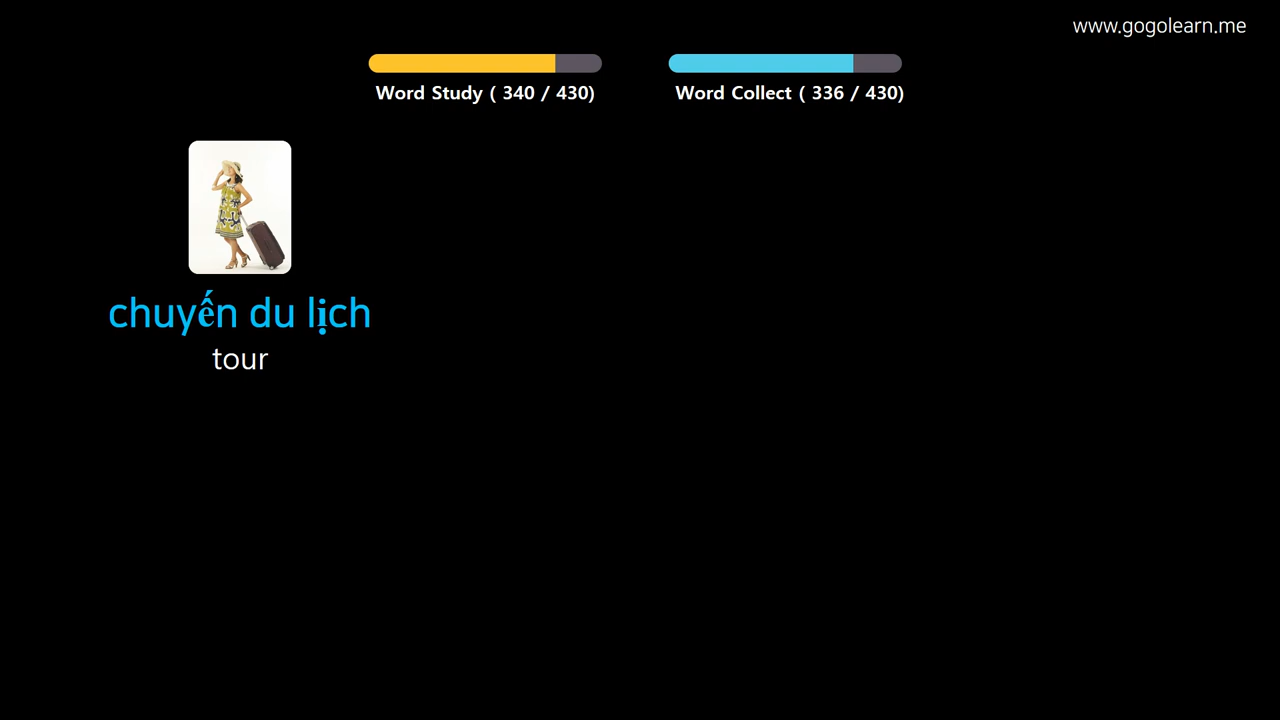 www.gogolearn.me
Word Study ( 340 / 430)
Word Collect ( 336 / 430)
chuyến du lịch
tour